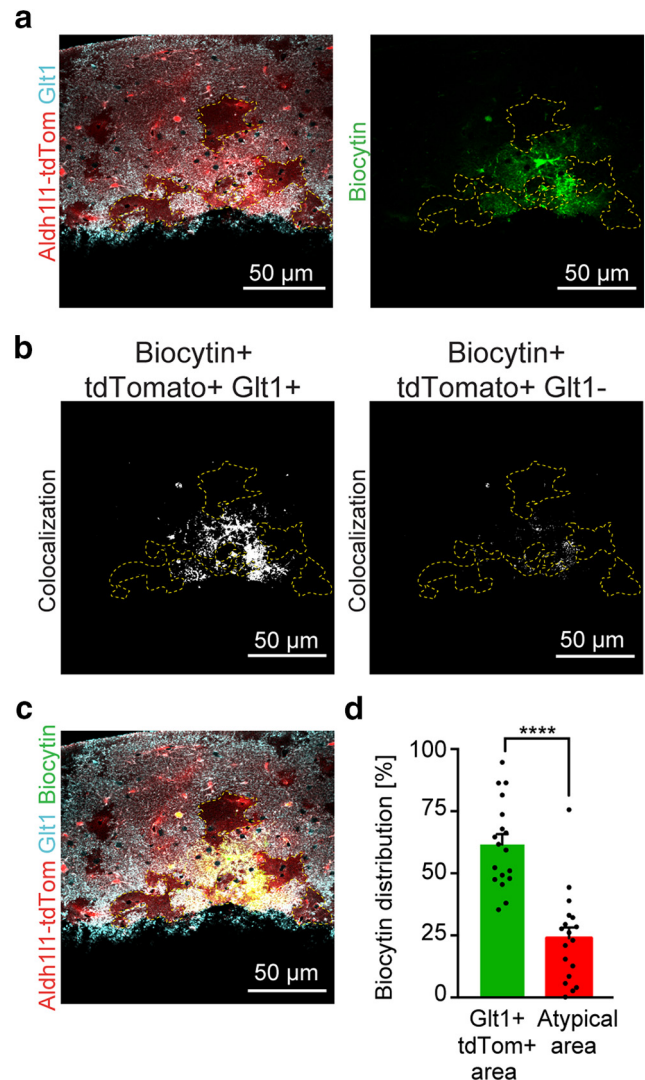 a
Aldh1l1-tdTom Glt1
50 µm
Biocytin
50 µm
b
Biocytin+
tdTomato+ Glt1+
Colocalization
50 µm
Biocytin+
tdTomato+ Glt1-
Colocalization
50 µm
c
Aldh1l1-tdTom Glt1 Biocytin
50 µm
d
Biocytin distribution [%]
100
75
50
25
0
****
Glt1+
tdTom+
area
Atypical
area